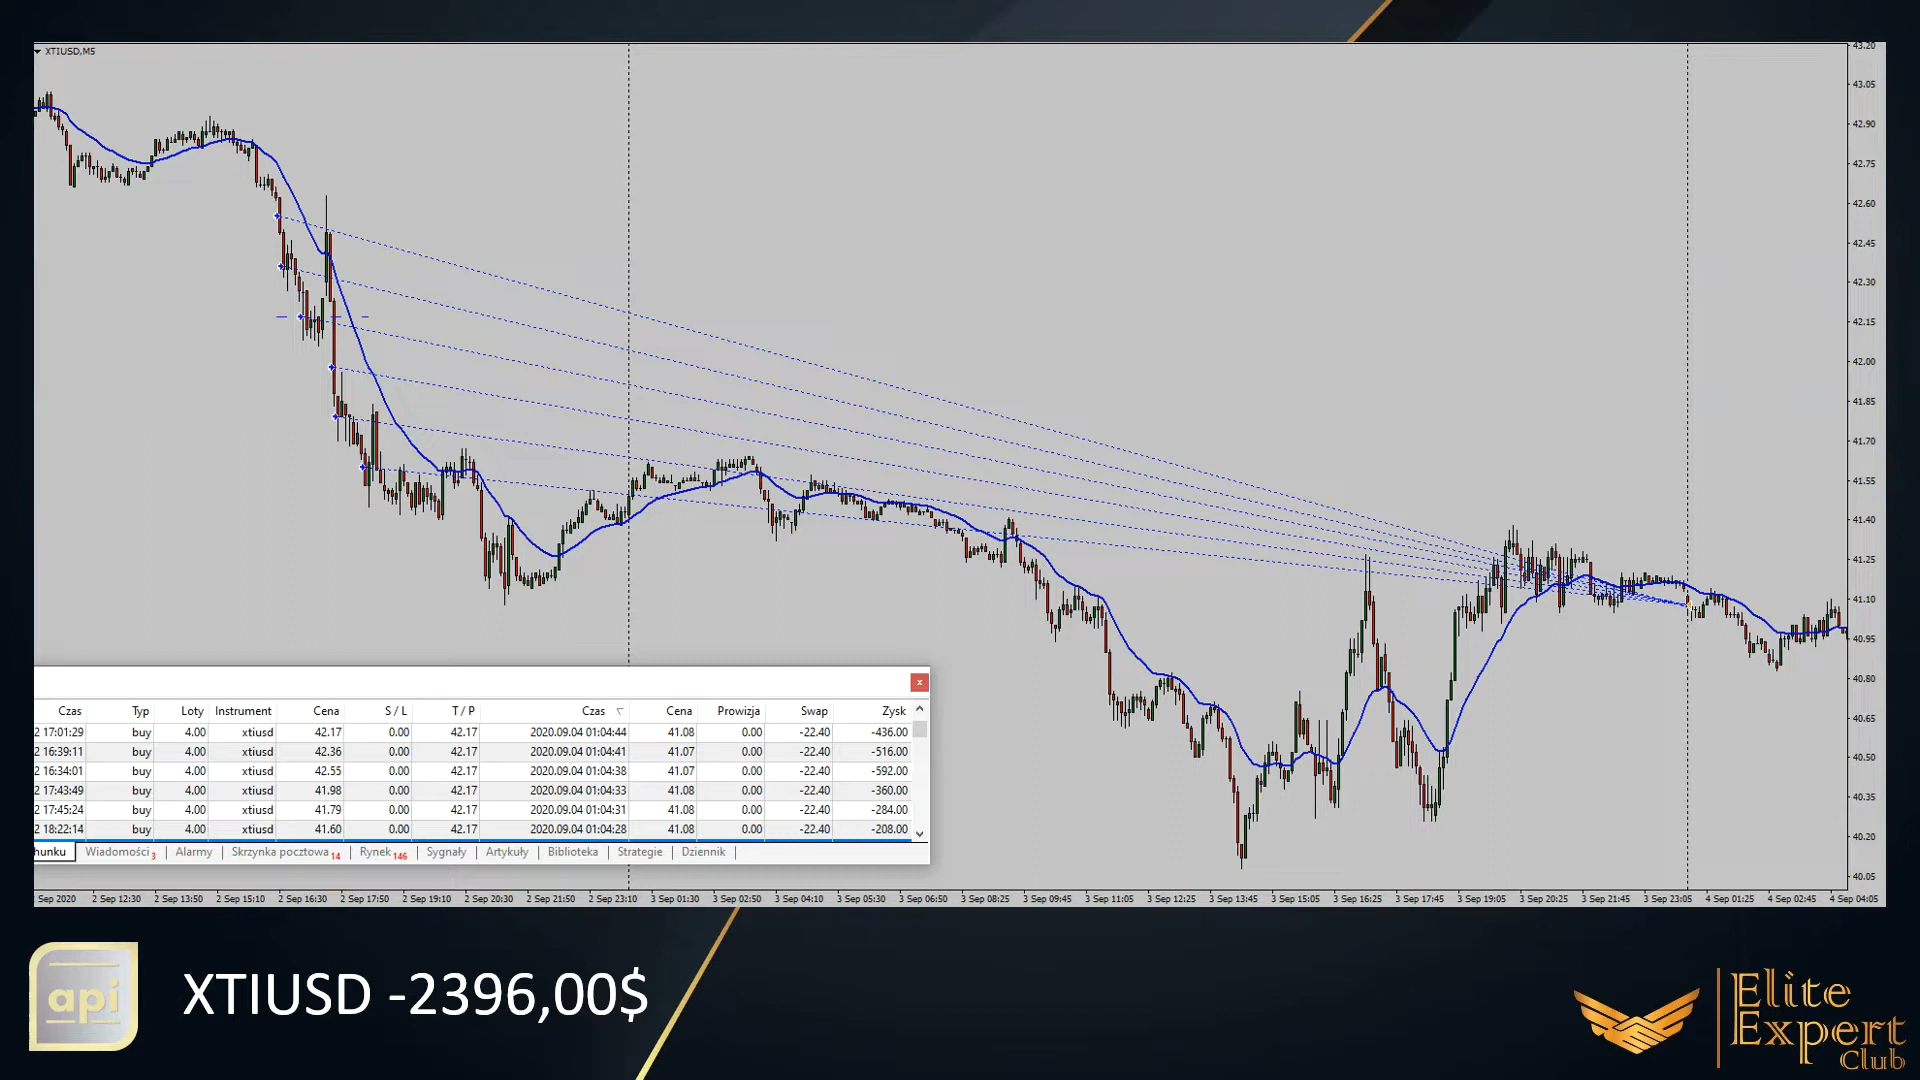 XTIUSD,M5
43.20
43.05
42.90
42.75
42.60
42.45
42.30
42.15
42.00
41.85
41.70
41.55
41.40
41.25
41.10
40.95
40.80
40.65
40.50
40.35
40.20
40.05
Czas Typ Loty Instrument Cena S / L T / P Czas Cena Prowizja Swap Zysk
2 17:01:29 buy 4.00 xtiusd 42.17 0.00 42.17 2020.09.04 01:04:44 41.08 0.00 -22.40 -436.00
2 16:39:11 buy 4.00 xtiusd 42.36 0.00 42.17 2020.09.04 01:04:41 41.07 0.00 -22.40 -516.00
2 16:34:01 buy 4.00 xtiusd 42.55 0.00 42.17 2020.09.04 01:04:38 41.07 0.00 -22.40 -592.00
2 17:43:49 buy 4.00 xtiusd 41.98 0.00 42.17 2020.09.04 01:04:33 41.08 0.00 -22.40 -360.00
2 17:45:24 buy 4.00 xtiusd 41.79 0.00 42.17 2020.09.04 01:04:31 41.08 0.00 -22.40 -284.00
2 18:22:14 buy 4.00 xtiusd 41.60 0.00 42.17 2020.09.04 01:04:28 41.08 0.00 -22.40 -208.00
hunku Wiadomości 3 Alarmy Skrzynka pocztowa 14 Rynek 146 Sygnały Artykuły Biblioteka Strategie Dziennik
Sep 2020 2 Sep 12:30 2 Sep 13:50 2 Sep 15:10 2 Sep 16:30 2 Sep 17:50 2 Sep 19:10 2 Sep 20:30 2 Sep 21:50 2 Sep 23:10 3 Sep 01:30 3 Sep 02:50 3 Sep 04:10 3 Sep 05:30 3 Sep 06:50 3 Sep 08:25 3 Sep 09:45 3 Sep 11:05 3 Sep 12:25 3 Sep 13:45 3 Sep 15:05 3 Sep 16:25 3 Sep 17:45 3 Sep 19:05 3 Sep 20:25 3 Sep 21:45 3 Sep 23:05 4 Sep 01:25 4 Sep 02:45 4 Sep 04:05
api
XTIUSD -2396,00$
Elite
Expert
Club